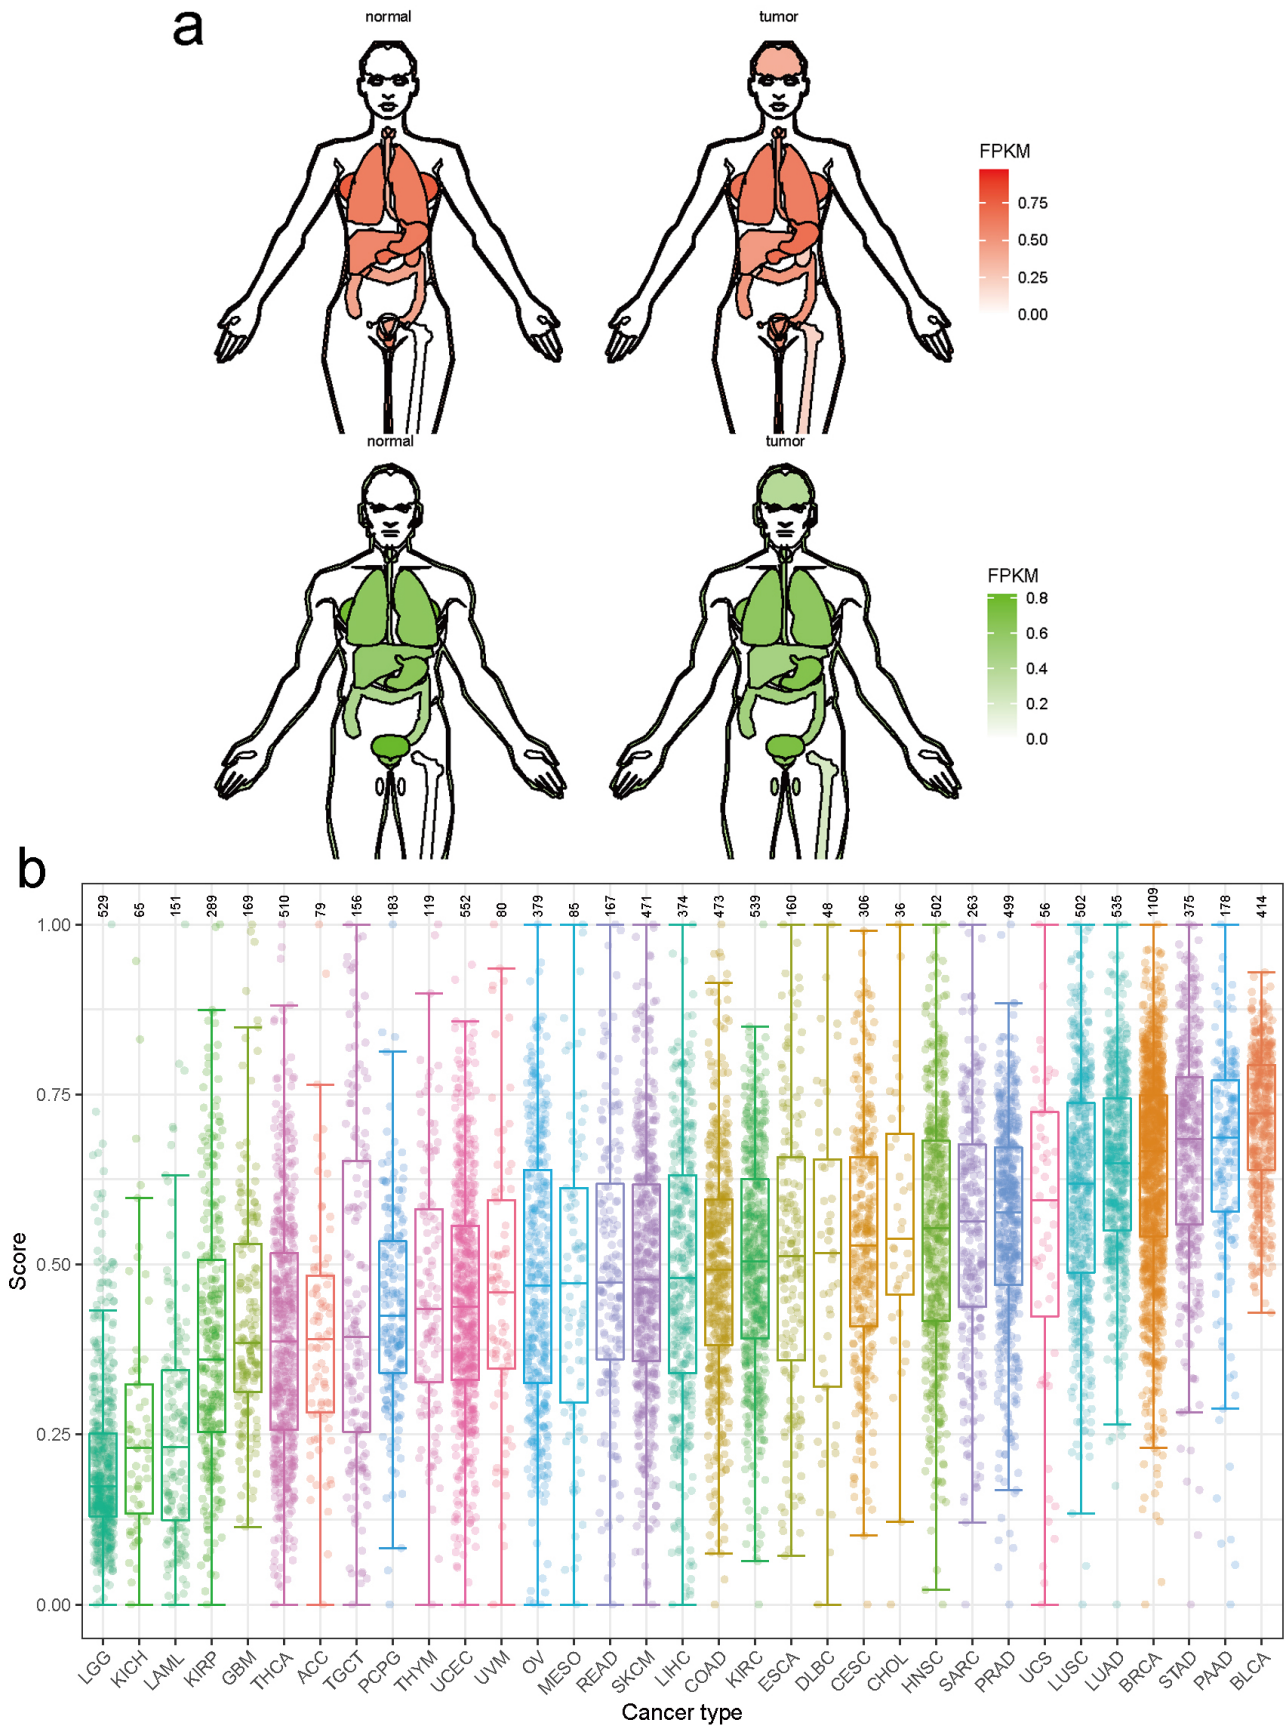 a
normal
tumor
FPKM
0.75
0.50
0.25
0.00
normal
tumor
FPKM
0.8
0.6
0.4
0.2
0.0
b
529 65 151 289 169 510 79 156 183 119 552 80 379 85 167 471 374 473 539 160 48 306 36 502 263 499 56 502 535 1109 375 178 414
1.00
0.75
0.50
0.25
0.00
Score
LGG KICH LAML KIRP GBM THCA ACC TGCT PCPG THYM UCEC UVM OV MESO READ SKCM LIHC COAD KIRC ESCA DLBC CESC CHOL HNSC SARC PRAD UCS LUSC LUAD BRCA STAD PAAD BLCA
Cancer type